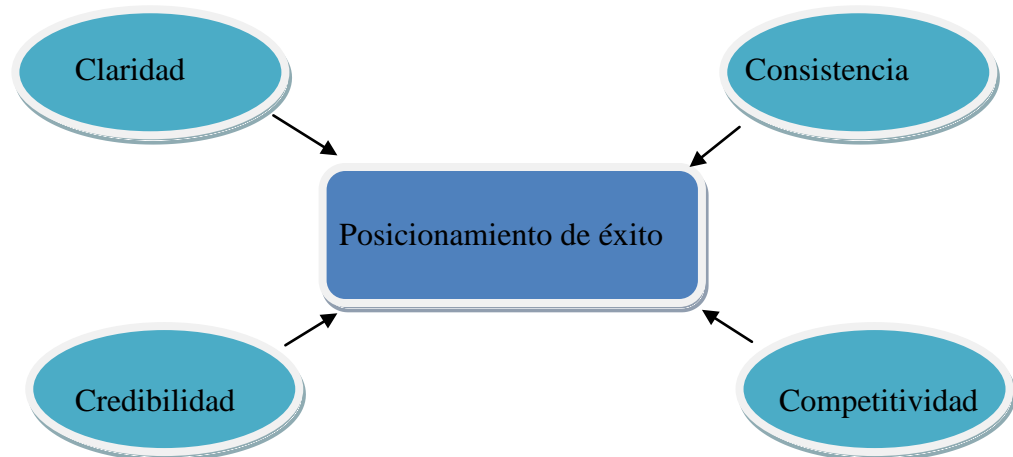 Claridad
Consistencia
Posicionamiento de éxito
Credibilidad
Competitividad